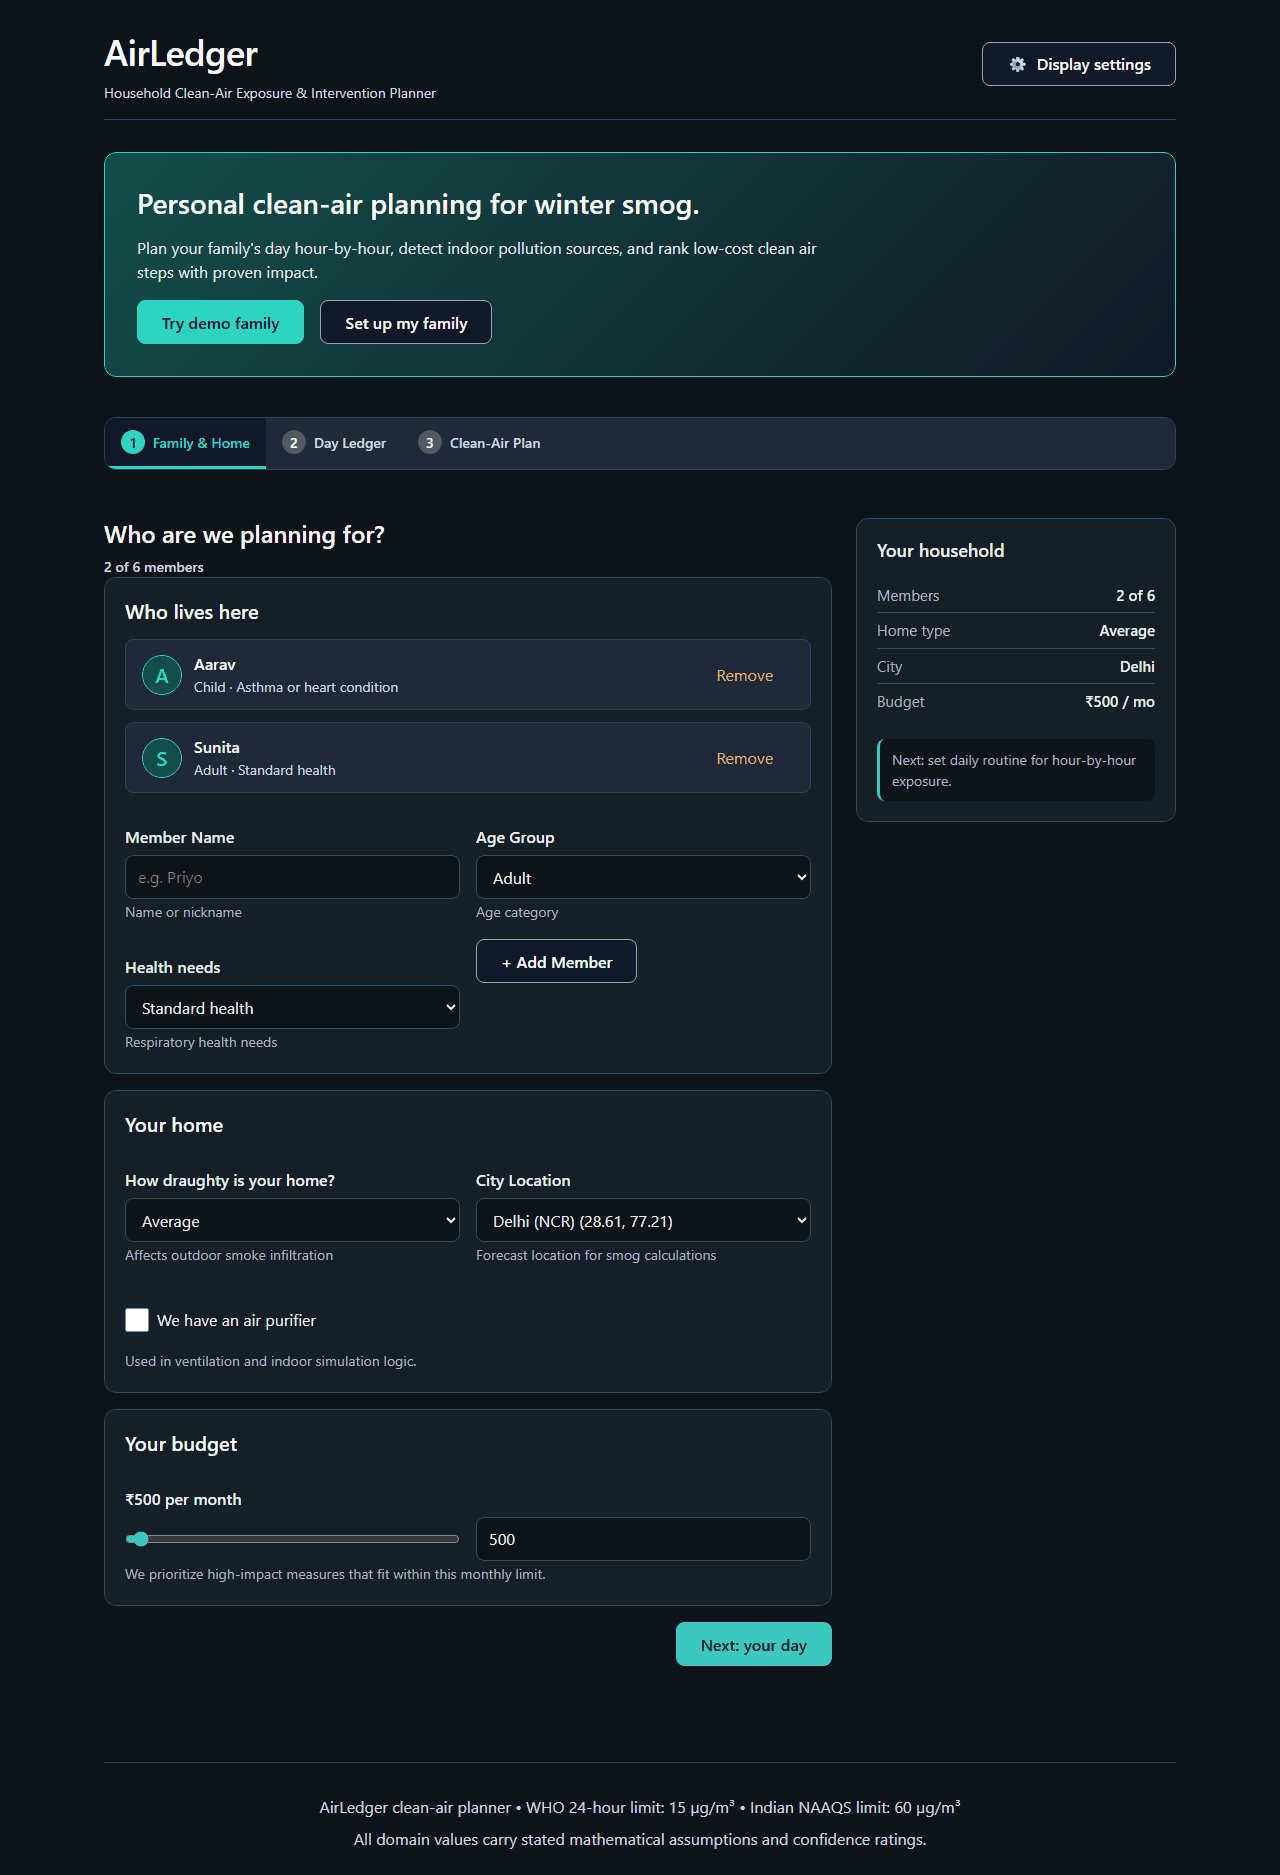 AirLedger
Household Clean-Air Exposure & Intervention Planner
Display settings
Personal clean-air planning for winter smog.
Plan your family's day hour-by-hour, detect indoor pollution sources, and rank low-cost clean air
steps with proven impact.
Try demo family
Set up my family
1 Family & Home
2 Day Ledger
3 Clean-Air Plan
Who are we planning for?
2 of 6 members
Who lives here
A
Aarav
Child · Asthma or heart condition
Remove
S
Sunita
Adult · Standard health
Remove
Member Name
e.g. Priyo
Name or nickname
Age Group
Adult
Age category
Health needs
Standard health
Respiratory health needs
+ Add Member
Your home
How draughty is your home?
Average
Affects outdoor smoke infiltration
City Location
Delhi (NCR) (28.61, 77.21)
Forecast location for smog calculations
We have an air purifier
Used in ventilation and indoor simulation logic.
Your budget
₹500 per month
500
We prioritize high-impact measures that fit within this monthly limit.
Next: your day
Your household
Members 2 of 6
Home type Average
City Delhi
Budget ₹500 / mo
Next: set daily routine for hour-by-hour
exposure.
AirLedger clean-air planner • WHO 24-hour limit: 15 µg/m³ • Indian NAAQS limit: 60 µg/m³
All domain values carry stated mathematical assumptions and confidence ratings.